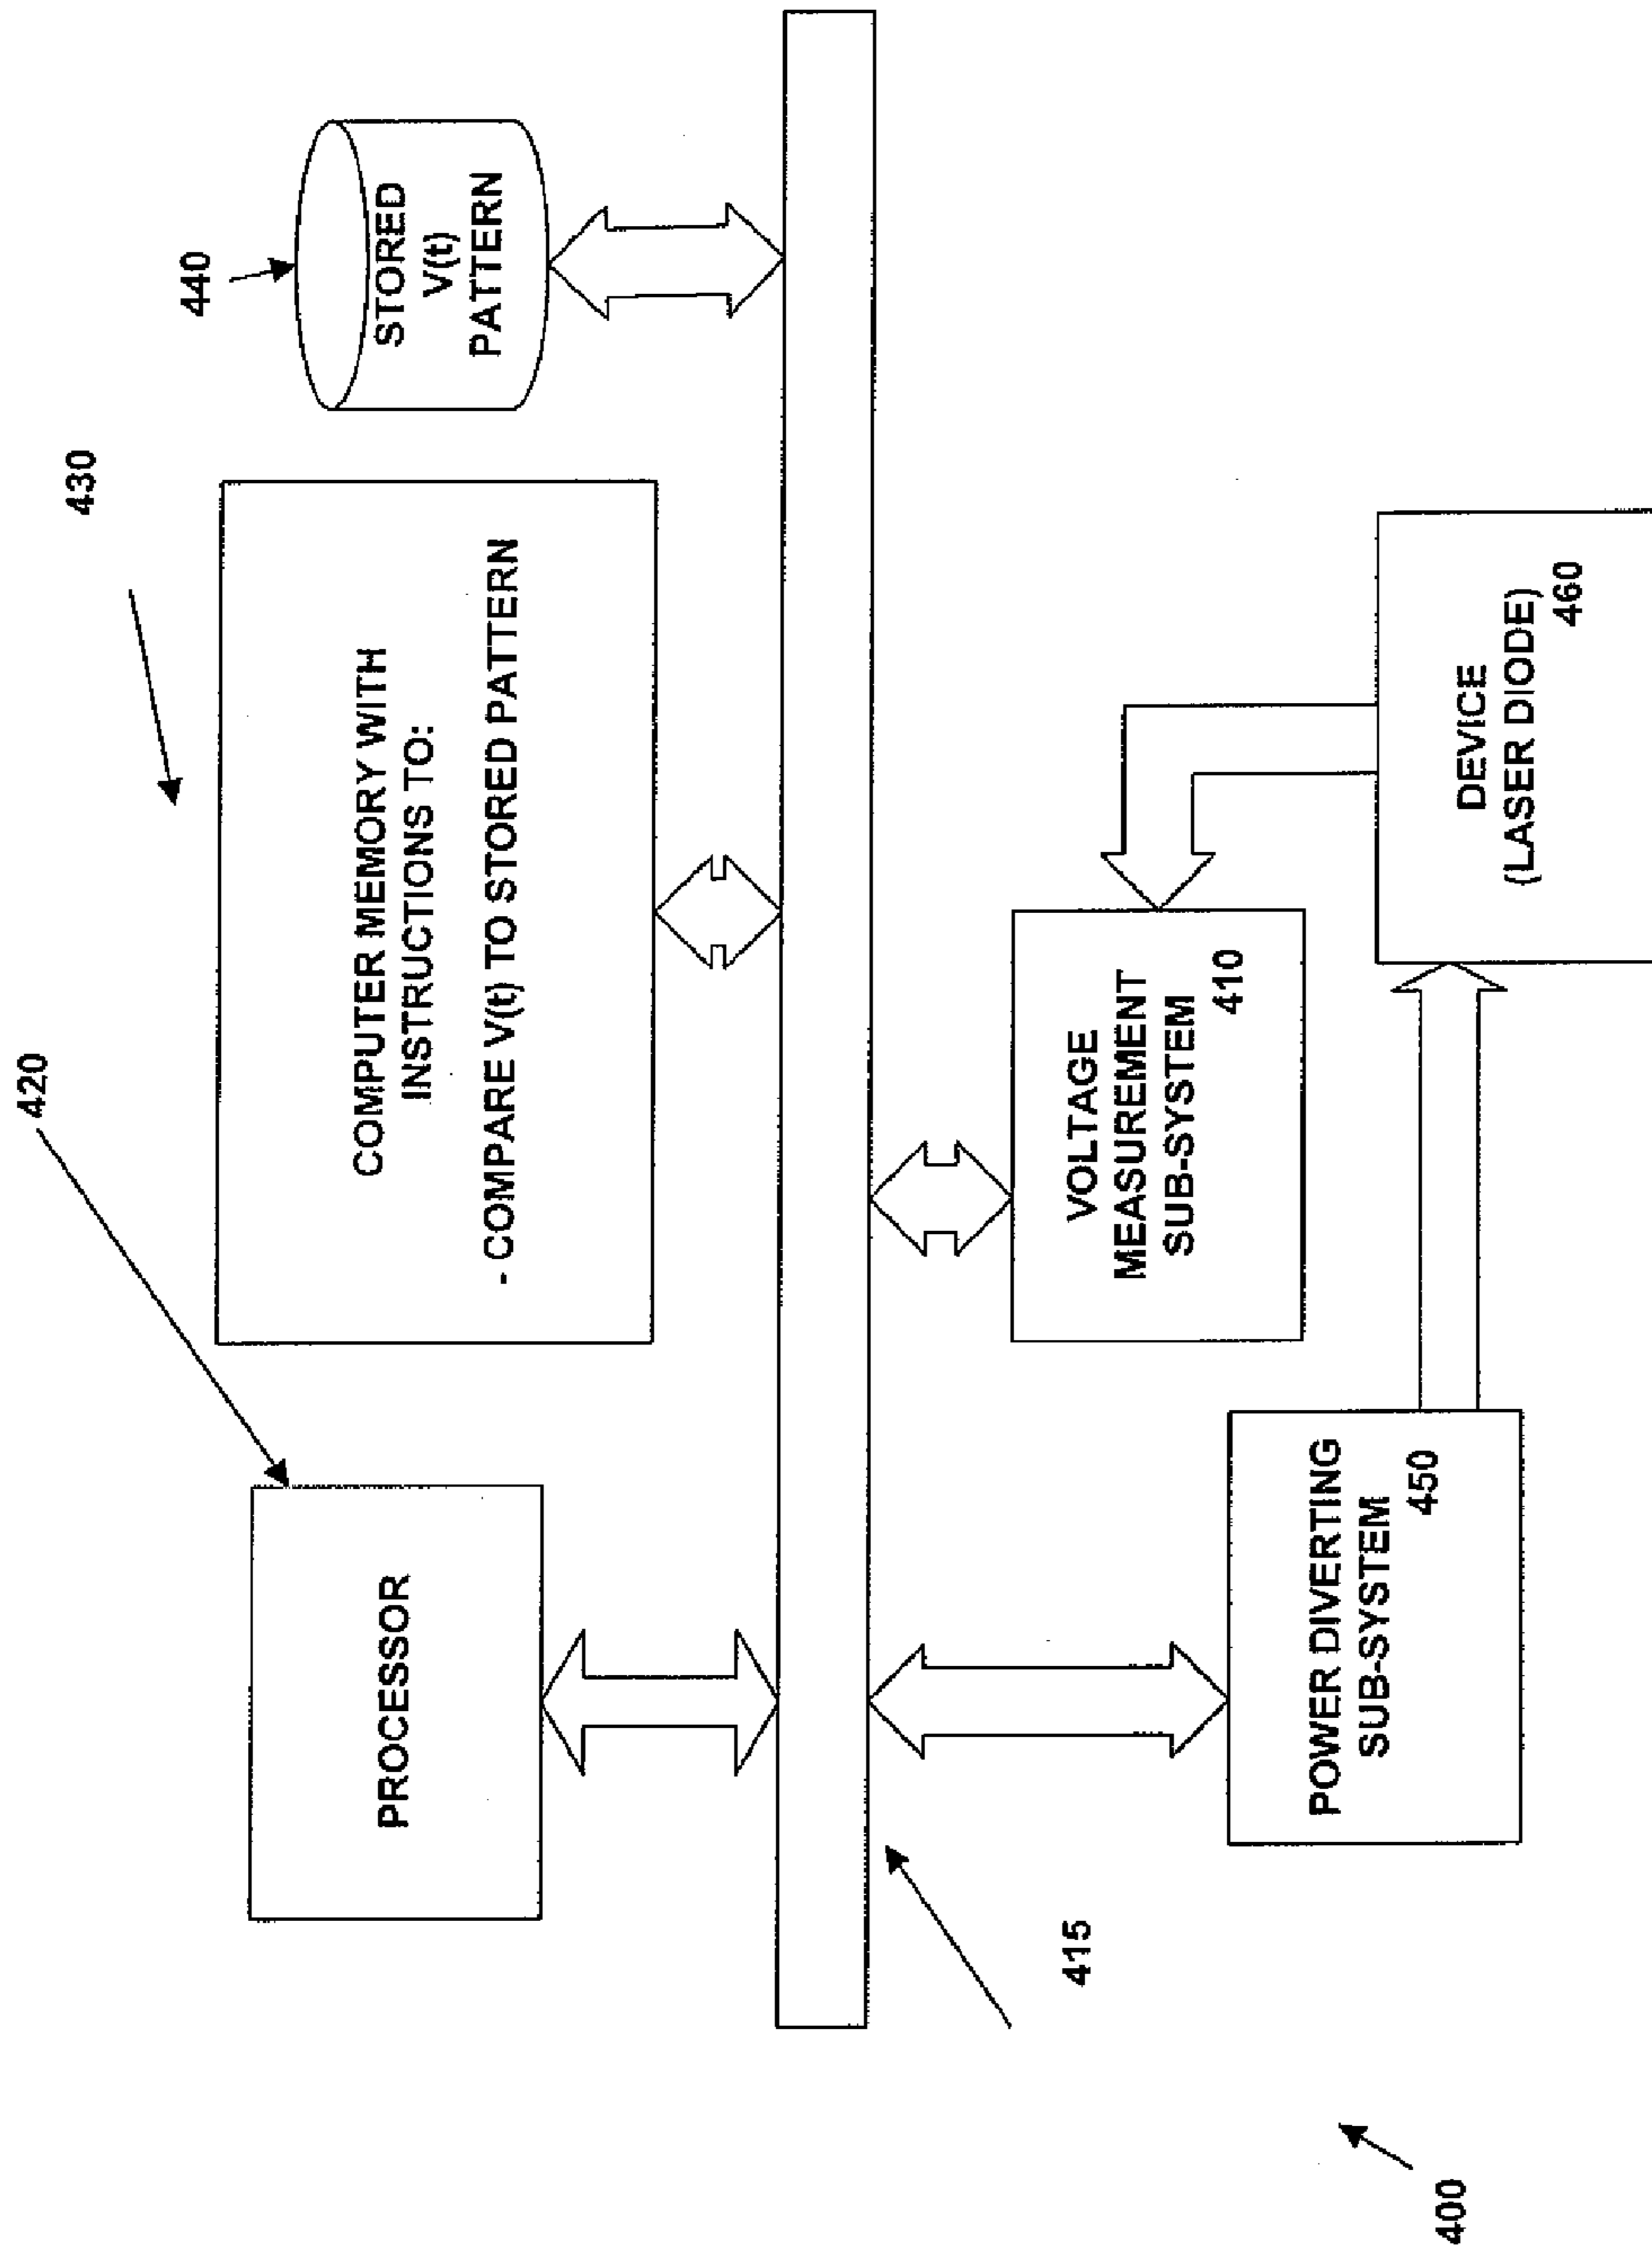 420
430
440
PROCESSOR
COMPUTER MEMORY WITH
INSTRUCTIONS TO:
- COMPARE V(t) TO STORED PATTERN
STORED
V(t)
PATTERN
415
POWER DIVERTING
SUB-SYSTEM
450
VOLTAGE
MEASUREMENT
SUB-SYSTEM
410
DEVICE
(LASER DIODE)
460
400